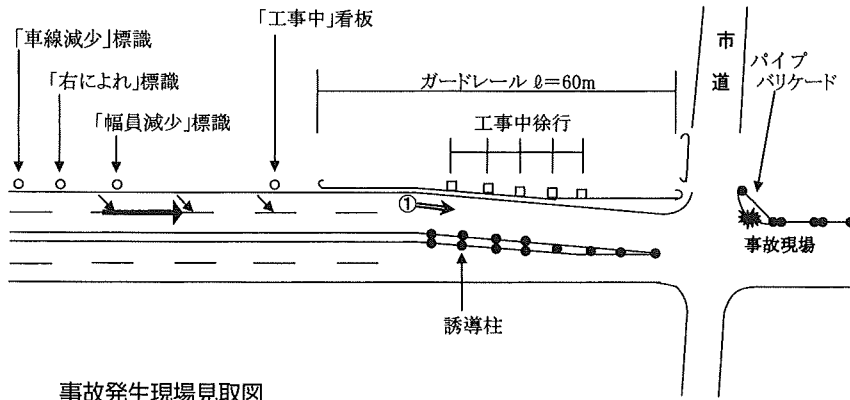 「工事中」看板
「車線減少」標識
「右によれ」標識
「幅員減少」標識
ガードレール ℓ=60m
工事中徐行
市道
パイプ
バリケード
①
事故現場
誘導柱
事故発生現場見取図